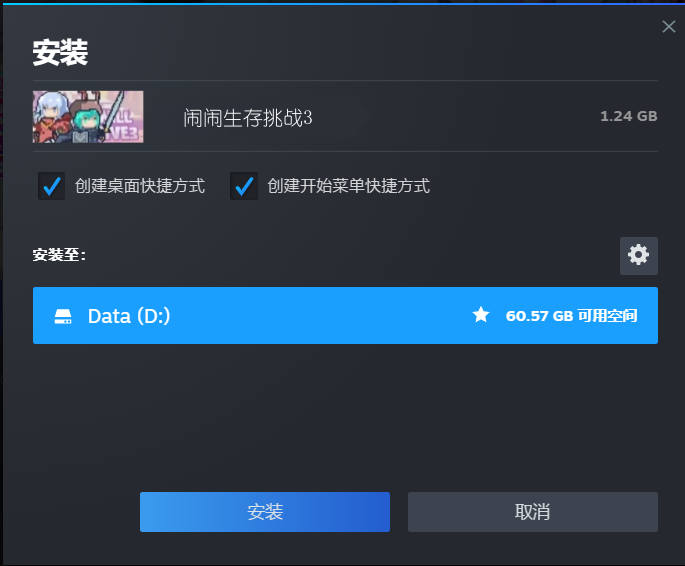 安装
闹闹生存挑战3
1.24 GB
创建桌面快捷方式
创建开始菜单快捷方式
安装至:
Data (D:)
60.57 GB 可用空间
安装
取消